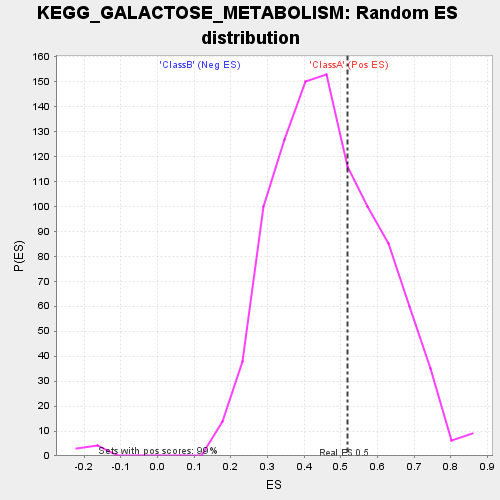 KEGG_GALACTOSE_METABOLISM: Random ES
distribution
'ClassB' (Neg ES)
'ClassA' (Pos ES)
160
150
140
130
120
110
100
90
80
70
60
50
40
30
20
10
0
P(ES)
Sets with pos scores: 99%
Real ES 0.5
-0.2 -0.1 0.0 0.1 0.2 0.3 0.4 0.5 0.6 0.7 0.8 0.9
ES